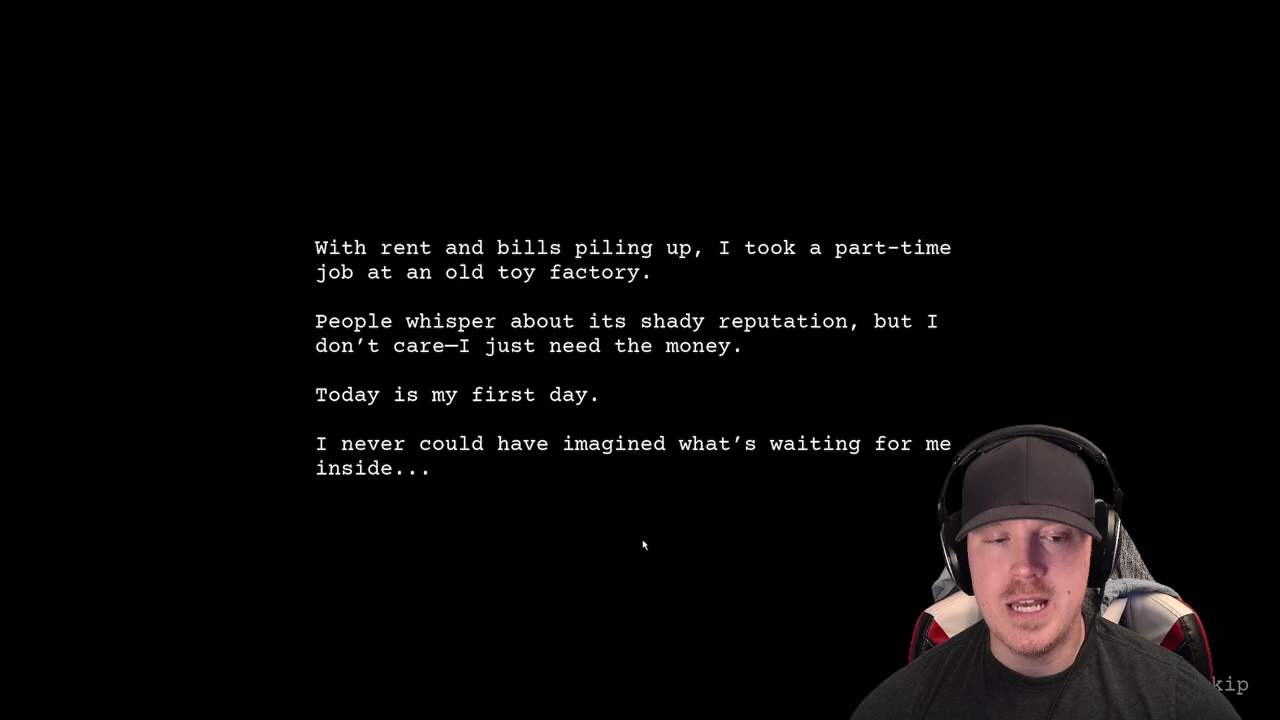 With rent and bills piling up, I took a part-time
job at an old toy factory.
People whisper about its shady reputation, but I
don’t care—I just need the money.
Today is my first day.
I never could have imagined what’s waiting for me
inside...